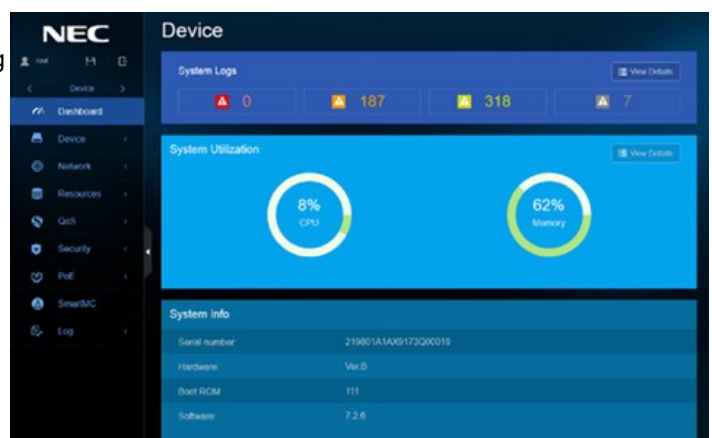 NEC
root
Device
Dashboard
Device
Network
Resources
QoS
Security
PoE
SmartMC
Log
Device
System Logs
View Details
0
187
318
7
System Utilization
View Details
8%
CPU
62%
Memory
System Info
Serial number:
219801A1AX9173Q00019
Hardware:
Ver.B
Boot ROM:
111
Software:
7.2.6